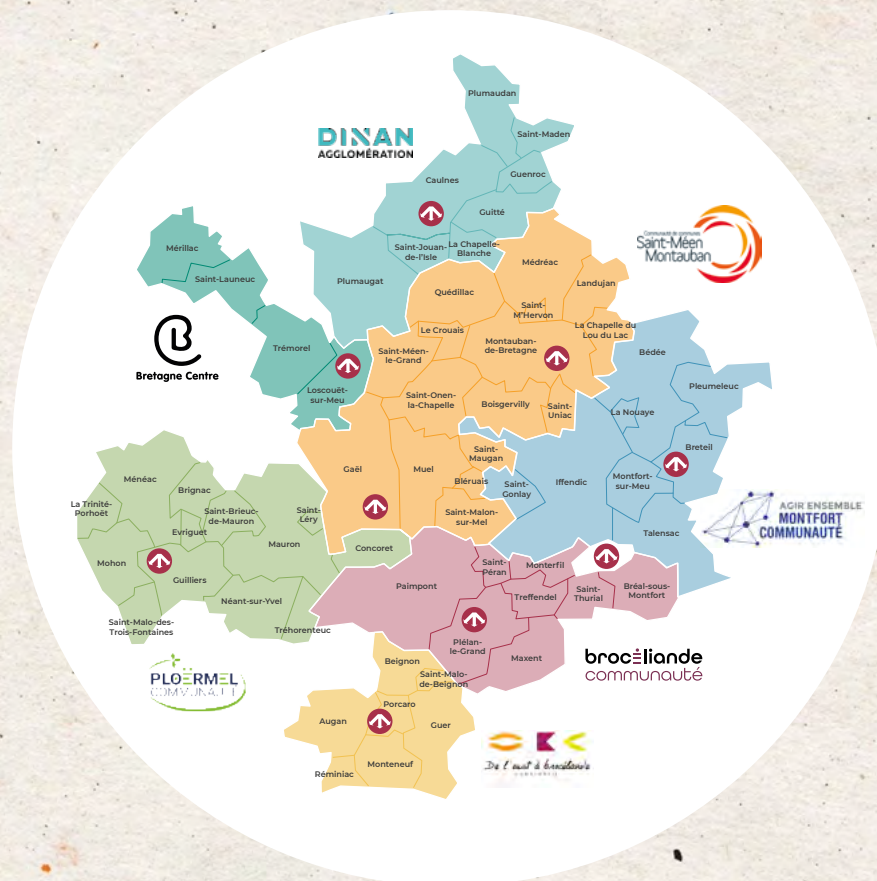 Plumaudan
DINAN
AGGLOMÉRATION
Saint-Maden
Caulnes
Guenroc
Guitté
Saint-Jouan-
de-l'Isle
La Chapelle-
Blanche
Plumaugat
Mérillac
Saint-Launeuc
Trémorel
Loscouët-
sur-Meu
Bretagne Centre
Communauté de communes
Saint-Méen
Montauban
Médréac
Landujan
Quédillac
Saint-
M'Hervon
Le Crouais
La Chapelle du
Lou du Lac
Saint-Méen-
le-Grand
Montauban-
de-Bretagne
Saint-Onen-
la-Chapelle
Boisgervilly
Saint-
Uniac
Gaël
Muel
Saint-
Maugan
Bléruais
Saint-Malon-
sur-Mel
Bédée
Pleumeleuc
La Nouaye
Breteil
Iffendic
Montfort-
sur-Meu
Saint-
Gonlay
Talensac
AGIR ENSEMBLE
MONTFORT
COMMUNAUTÉ
Ménéac
La Trinité-
Porhoët
Brignac
Saint-Brieuc-
de-Mauron
Saint-
Léry
Evriguet
Mauron
Mohon
Guilliers
Concoret
Néant-sur-Yvel
Saint-Malo-des-
Trois-Fontaines
Tréhorenteuc
PLOËRMEL
COMMUNAUTÉ
Paimpont
Saint-
Péran
Monterfil
Treffendel
Saint-
Thurial
Bréal-sous-
Montfort
Plélan-
le-Grand
Maxent
brocéliande
communauté
Beignon
Saint-Malo-
de-Beignon
Porcaro
Augan
Guer
Monteneuf
Réminiac
De l'oust à brocéliande